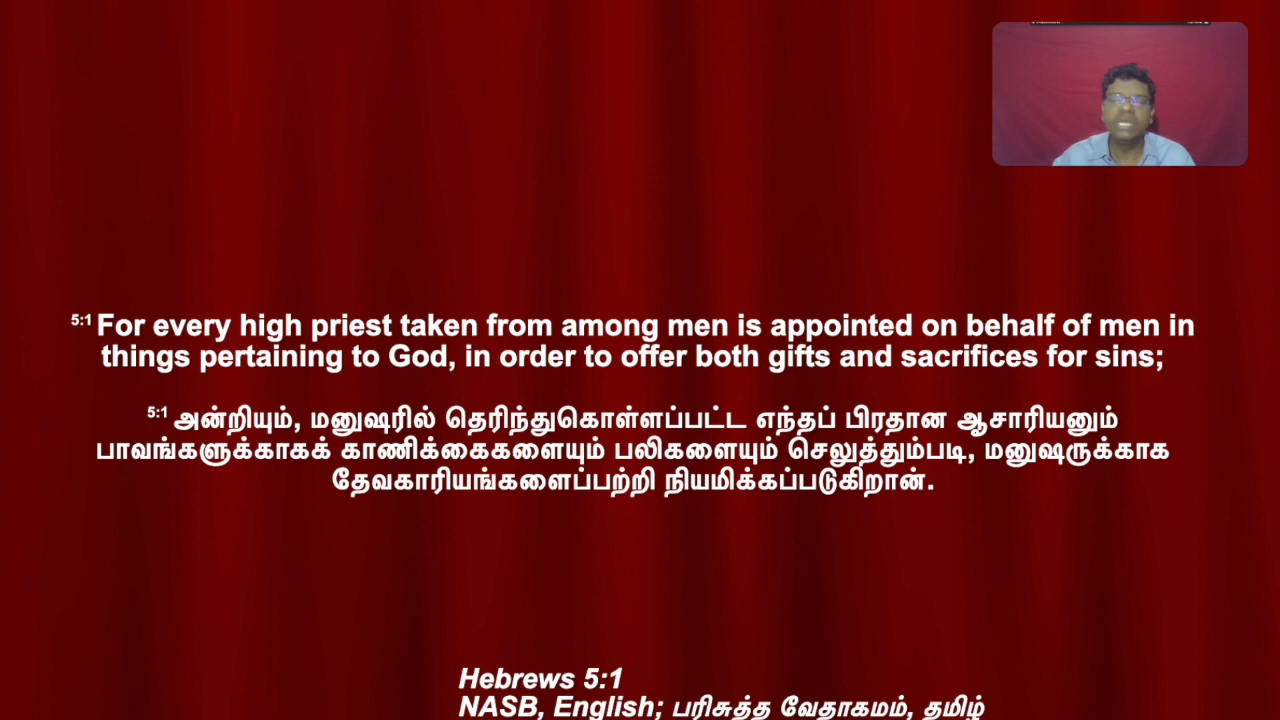 5:1 For every high priest taken from among men is appointed on behalf of men in
things pertaining to God, in order to offer both gifts and sacrifices for sins;
5:1 அன்றியும், மனுஷரில் தெரிந்துகொள்ளப்பட்ட எந்தப் பிரதான ஆசாரியனும்
பாவங்களுக்காகக் காணிக்கைகளையும் பலிகளையும் செலுத்தும்படி, மனுஷருக்காக
தேவகாரியங்களைப்பற்றி நியமிக்கப்படுகிறான்.
Hebrews 5:1
NASB, English; பரிசுத்த வேதாகமம், தமிழ்